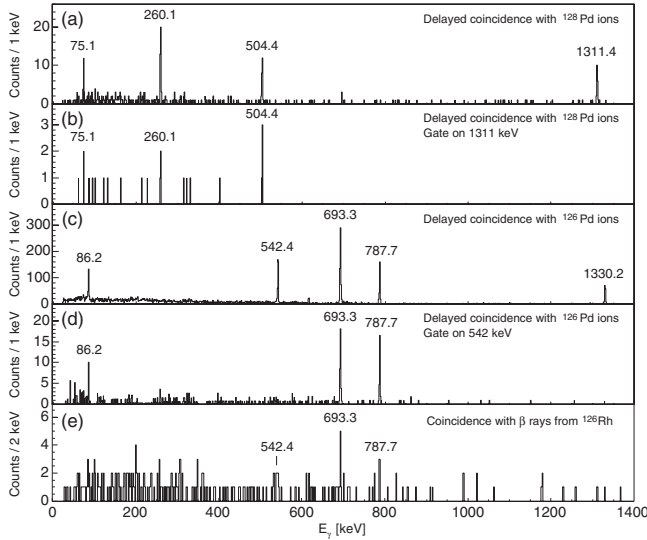 (a) 260.1 Delayed coincidence with ¹²⁸Pd ions
75.1 504.4 1311.4
Counts / 1 keV
20
10
0
(b) 504.4 Delayed coincidence with ¹²⁸Pd ions
Gate on 1311 keV
75.1 260.1
Counts / 1 keV
3
2
1
0
(c) 693.3 Delayed coincidence with ¹²⁶Pd ions
86.2 542.4 787.7 1330.2
Counts / 1 keV
300
200
100
0
(d) 693.3 787.7 Delayed coincidence with ¹²⁶Pd ions
Gate on 542 keV
86.2
Counts / 1 keV
20
15
10
5
0
(e) 693.3 Coincidence with β rays from ¹²⁶Rh
542.4 787.7
Counts / 2 keV
6
4
2
0
0 200 400 600 800 1000 1200 1400
Eγ [keV]